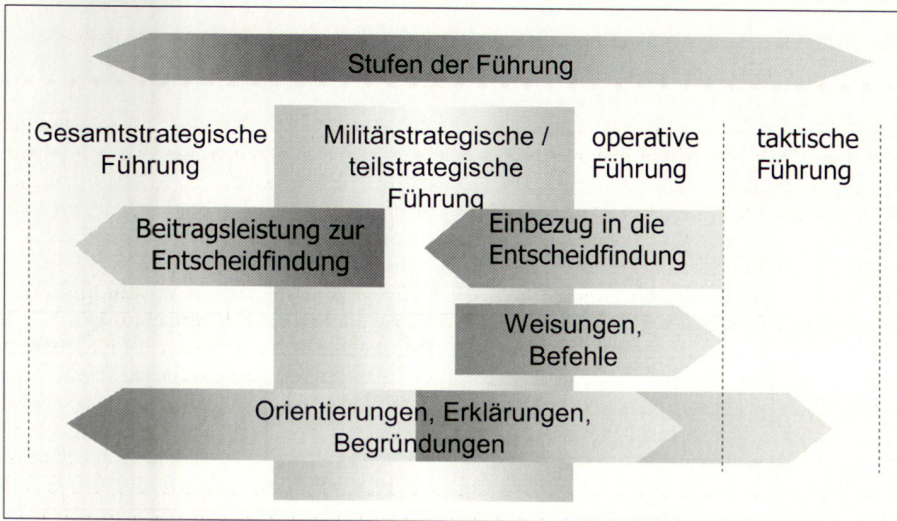 Stufen der Führung
Gesamtstrategische
Führung
Militärstrategische /
teilstrategische
Führung
operative
Führung
taktische
Führung
Beitragsleistung zur
Entscheidfindung
Einbezug in die
Entscheidfindung
Weisungen,
Befehle
Orientierungen, Erklärungen,
Begründungen